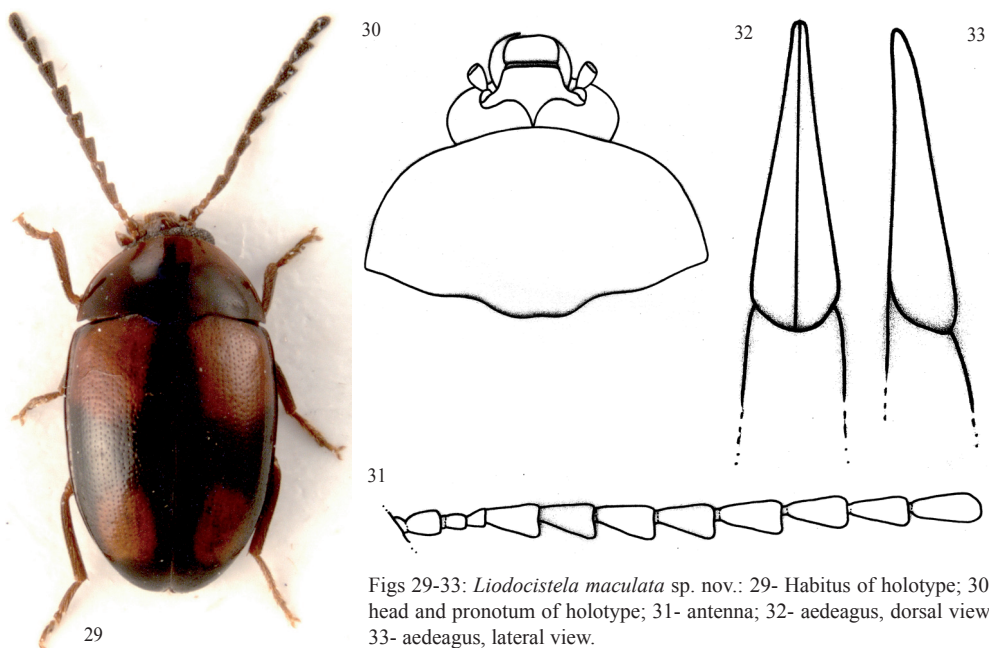 30
32
33
31
29
Figs 29-33: Liodocistela maculata sp. nov.: 29- Habitus of holotype; 30
head and pronotum of holotype; 31- antenna; 32- aedeagus, dorsal view
33- aedeagus, lateral view.